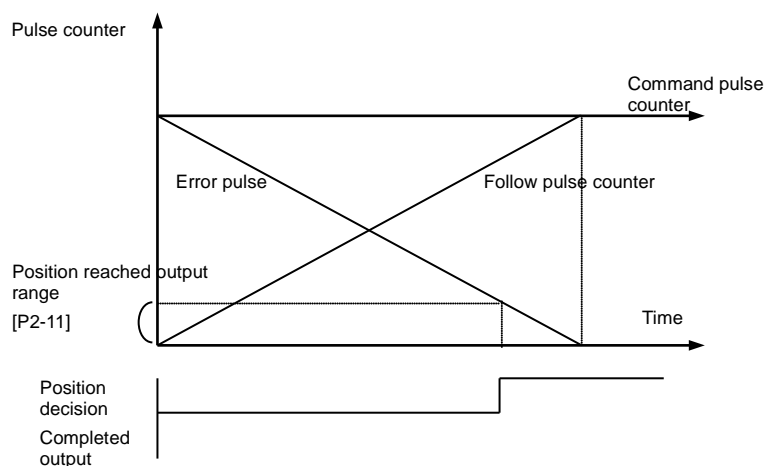 Pulse counter
Command pulse
counter
Error pulse
Follow pulse counter
Position reached output
range
[P2-11]
Time
Position
decision
Completed
output